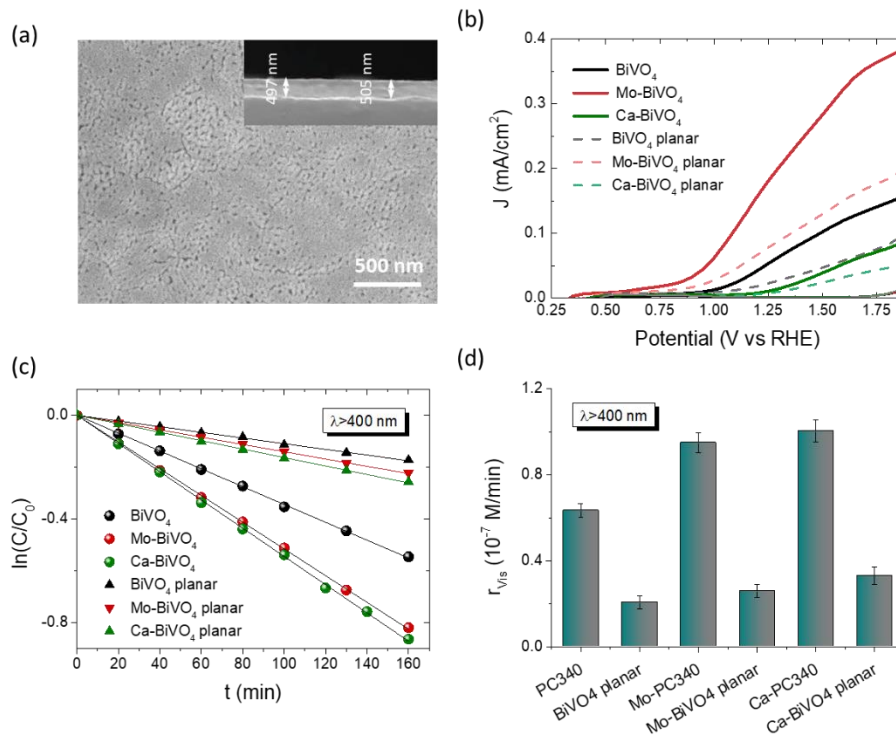 (a)
497 nm
505 nm
500 nm
(b)
0.4
0.3
0.2
0.1
0.0
J (mA/cm²)
BiVO₄
Mo-BiVO₄
Ca-BiVO₄
BiVO₄ planar
Mo-BiVO₄ planar
Ca-BiVO₄ planar
0.25 0.50 0.75 1.00 1.25 1.50 1.75
Potential (V vs RHE)
(c)
0.0
-0.4
-0.8
ln(C/C₀)
λ>400 nm
BiVO₄
Mo-BiVO₄
Ca-BiVO₄
BiVO₄ planar
Mo-BiVO₄ planar
Ca-BiVO₄ planar
0 20 40 60 80 100 120 140 160
t (min)
(d)
1.2
0.9
0.6
0.3
0.0
r_Vis (10⁻⁷ M/min)
λ>400 nm
PC340
BiVO4 planar
Mo-PC340
Mo-BiVO4 planar
Ca-PC340
Ca-BiVO4 planar